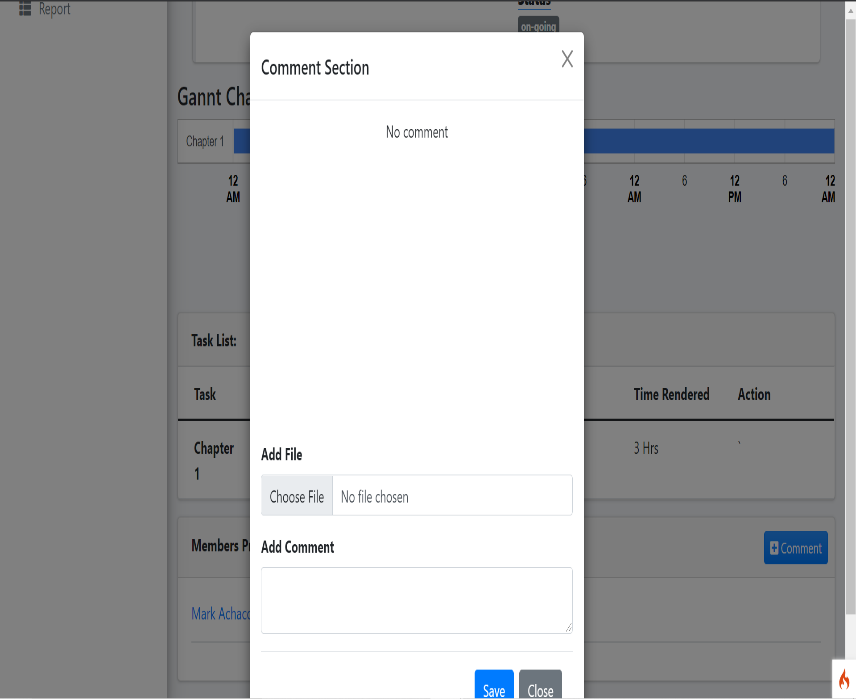 Report
Status
on-going
Comment Section
X
Gannt Cha
No comment
Chapter 1
12 AM
6
12 AM
6
12 PM
6
12 AM
Task List:
Task
Time Rendered
Action
Chapter 1
3 Hrs
`
Add File
Choose File
No file chosen
Add Comment
Members P
Comment
Mark Achaco
Save
Close